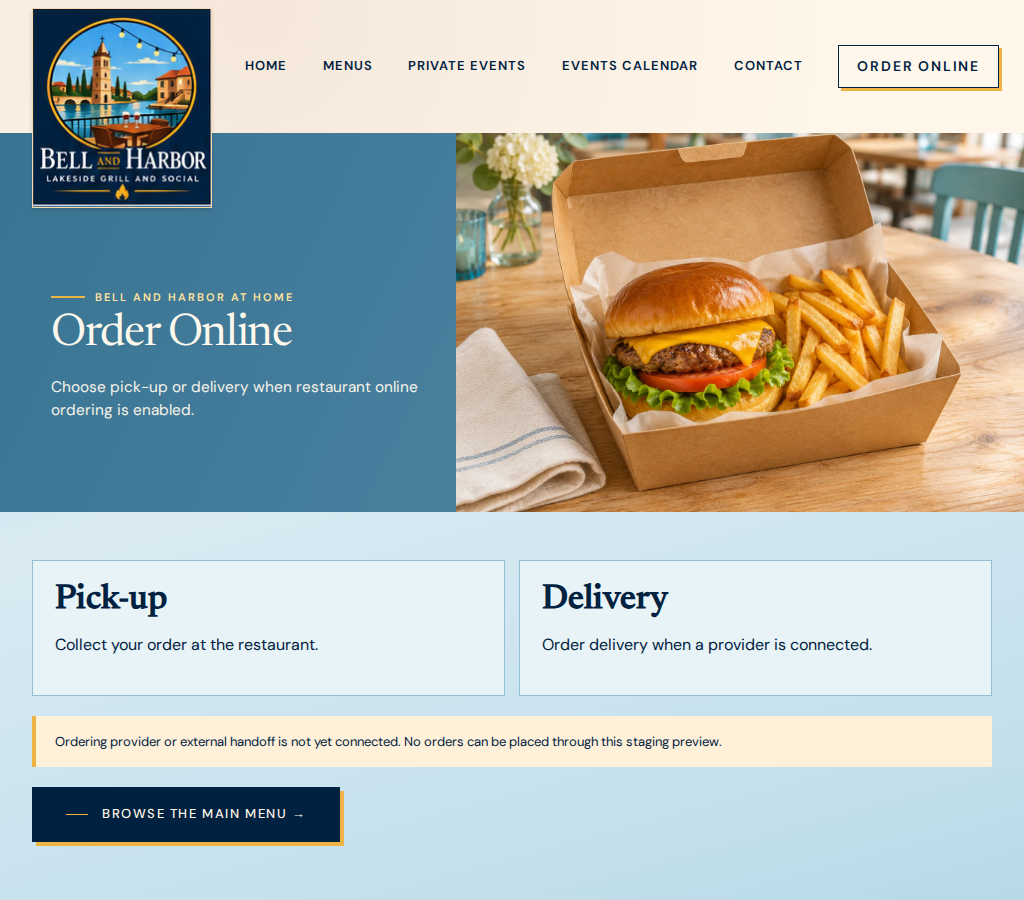 BELL AND HARBOR
LAKESIDE GRILL AND SOCIAL
HOME
MENUS
PRIVATE EVENTS
EVENTS CALENDAR
CONTACT
ORDER ONLINE
BELL AND HARBOR AT HOME
Order Online
Choose pick-up or delivery when restaurant online
ordering is enabled.
Pick-up
Collect your order at the restaurant.
Delivery
Order delivery when a provider is connected.
Ordering provider or external handoff is not yet connected. No orders can be placed through this staging preview.
BROWSE THE MAIN MENU →